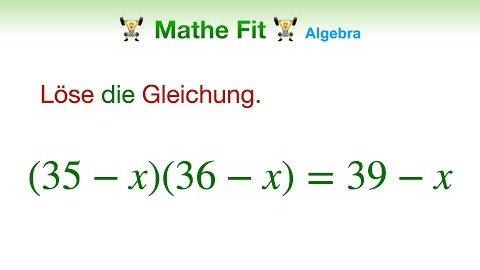 Mathe Fit Algebra
Löse die Gleichung.
(35 − x)(36 − x) = 39 − x